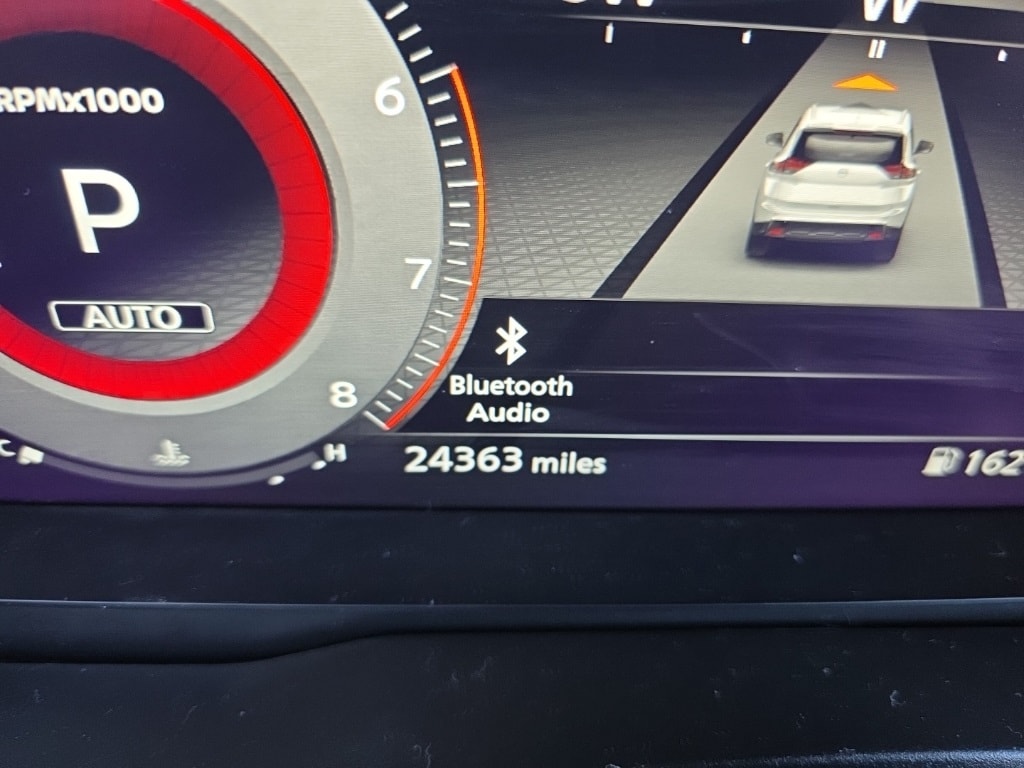 W
RPMx1000
6
P
7
AUTO
8
Bluetooth
Audio
C
H
24363 miles
162